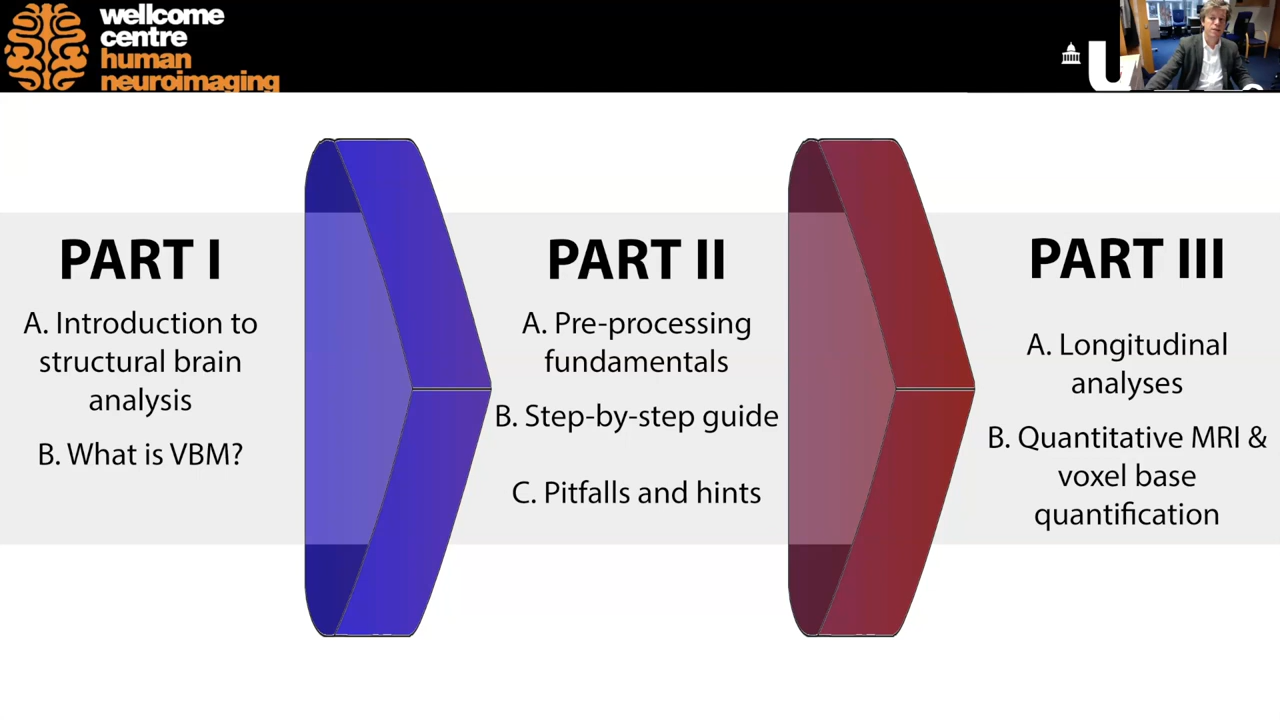 wellcome
centre
human
neuroimaging
U
PART I
A. Introduction to
structural brain
analysis
B. What is VBM?
PART II
A. Pre-processing
fundamentals
B. Step-by-step guide
C. Pitfalls and hints
PART III
A. Longitudinal
analyses
B. Quantitative MRI &
voxel base
quantification